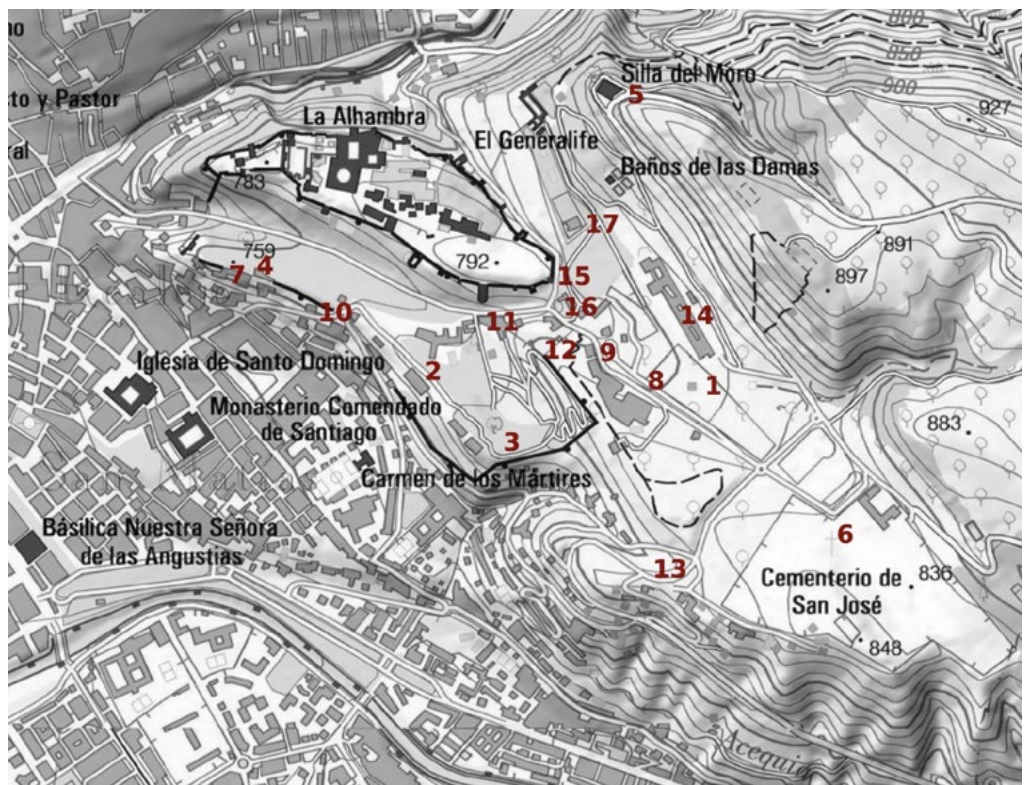 no
800
850
900
Silla del Moro
5
927
sto y Pastor
La Alhambra
El Generalife
ral
Baños de las Damas
783
17
891
759
4
7
792
15
897
16
10
11
14
12
9
Iglesia de Santo Domingo
2
8
1
Monasterio Comendado
de Santiago
883
3
Carmen de los Mártires
Básilica Nuestra Señora
de las Angustias
6
13
Cementerio de
San José
836
848
Acequia